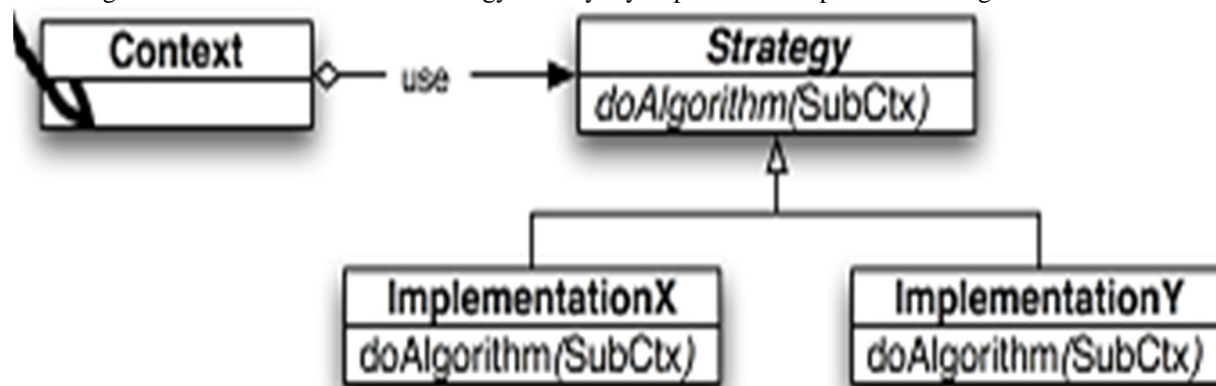 Context
use
Strategy
doAlgorithm(SubCtx)
ImplementationX
doAlgorithm(SubCtx)
ImplementationY
doAlgorithm(SubCtx)